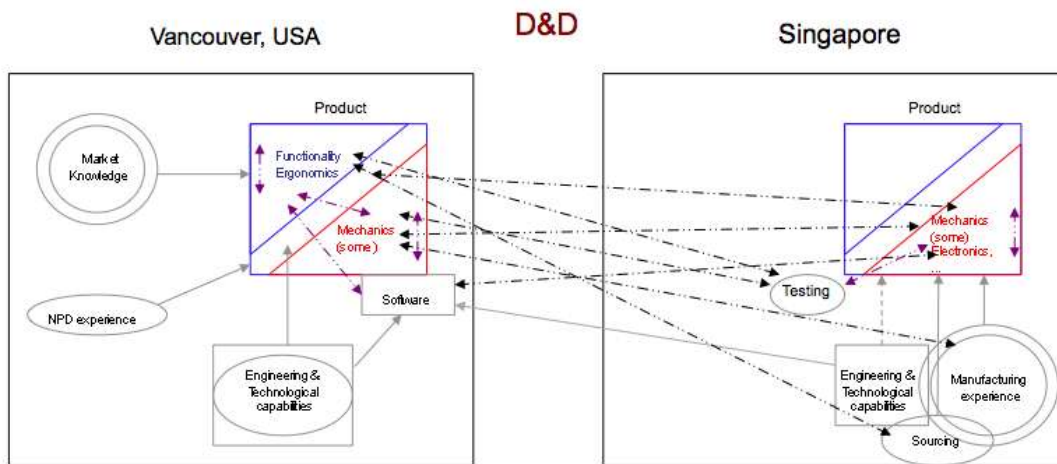 D&D
Vancouver, USA
Singapore
Product
Product
Market
Knowledge
Functionality
Ergonomics
Mechanics
(some)
Mechanics
(some)
Electronics,
...
Software
Testing
NPD experience
Engineering &
Technological
capabilities
Engineering &
Technological
capabilities
Manufacturing
experience
Sourcing